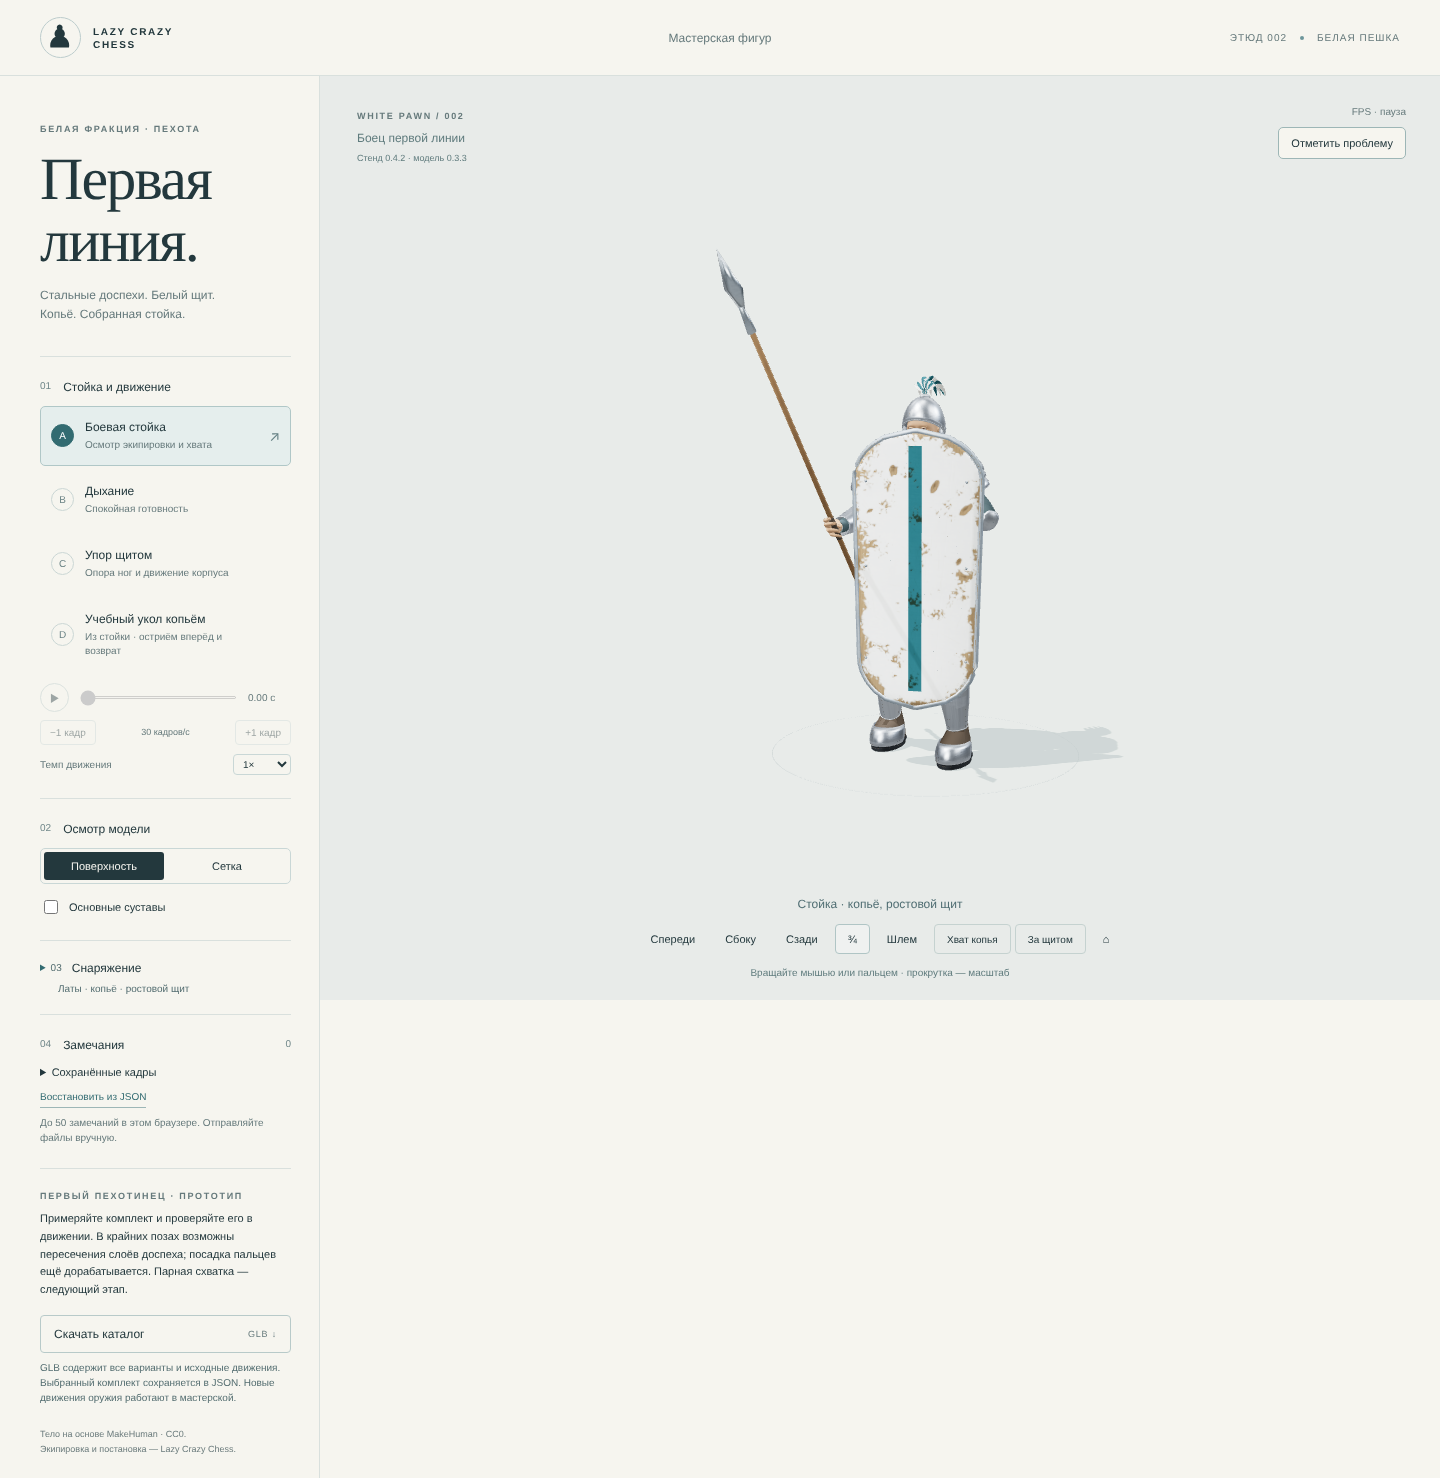 LAZY CRAZY
CHESS
Мастерская фигур
ЭТЮД 002 • БЕЛАЯ ПЕШКА
БЕЛАЯ ФРАКЦИЯ · ПЕХОТА
Первая
линия.
Стальные доспехи. Белый щит.
Копьё. Собранная стойка.
01 Стойка и движение
A Боевая стойка
Осмотр экипировки и хвата
B Дыхание
Спокойная готовность
C Упор щитом
Опора ног и движение корпуса
D Учебный укол копьём
Из стойки · остриём вперёд и
возврат
0.00 с
−1 кадр 30 кадров/с +1 кадр
Темп движения 1×
02 Осмотр модели
Поверхность Сетка
Основные суставы
03 Снаряжение
Латы · копьё · ростовой щит
04 Замечания 0
Сохранённые кадры
Восстановить из JSON
До 50 замечаний в этом браузере. Отправляйте
файлы вручную.
ПЕРВЫЙ ПЕХОТИНЕЦ · ПРОТОТИП
Примеряйте комплект и проверяйте его в
движении. В крайних позах возможны
пересечения слоёв доспеха; посадка пальцев
ещё дорабатывается. Парная схватка —
следующий этап.
Скачать каталог GLB ↓
GLB содержит все варианты и исходные движения.
Выбранный комплект сохраняется в JSON. Новые
движения оружия работают в мастерской.
Тело на основе MakeHuman · CC0.
Экипировка и постановка — Lazy Crazy Chess.
WHITE PAWN / 002
Боец первой линии
Стенд 0.4.2 · модель 0.3.3
FPS · пауза
Отметить проблему
Стойка · копьё, ростовой щит
Спереди Сбоку Сзади ¾ Шлем Хват копья За щитом ⌂
Вращайте мышью или пальцем · прокрутка — масштаб